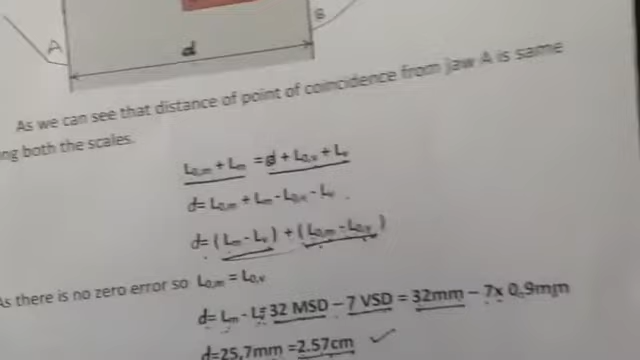 A
B
d
As we can see that distance of point of coincidence from jaw A is same
ng both the scales.
L0,m + Lm = d + L0,v + Lv
d= L0,m + Lm - L0,v - Lv
d= ( Lm - Lv ) + ( L0,m - L0,v )
As there is no zero error so L0,m = L0,v
d= Lm - Lv = 32 MSD – 7 VSD = 32mm – 7x 0.9mm
d=25.7mm =2.57cm